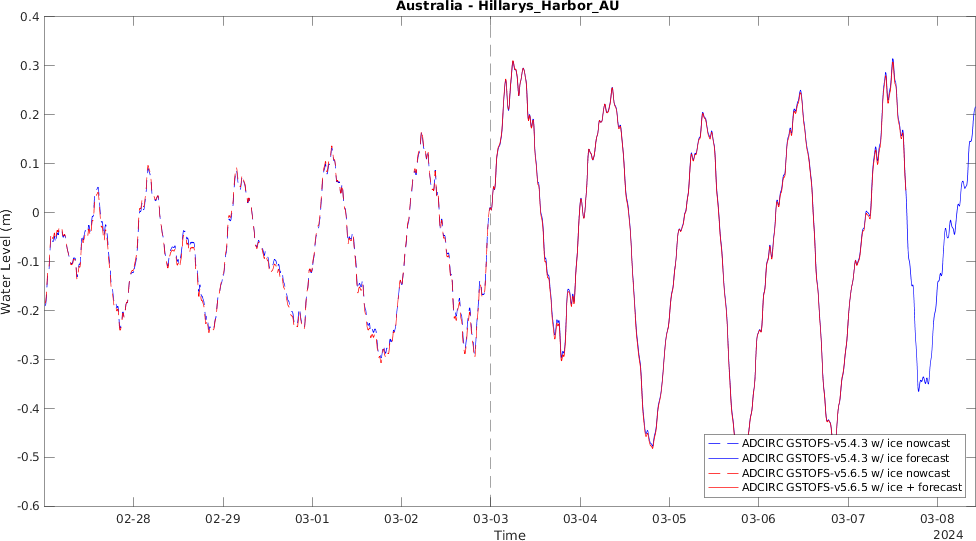 Australia - Hillarys_Harbor_AU
0.4
0.3
0.2
0.1
0
-0.1
-0.2
-0.3
-0.4
-0.5
-0.6
Water Level (m)
ADCIRC GSTOFS-v5.4.3 w/ ice nowcast
ADCIRC GSTOFS-v5.4.3 w/ ice forecast
ADCIRC GSTOFS-v5.6.5 w/ ice nowcast
ADCIRC GSTOFS-v5.6.5 w/ ice + forecast
02-28 02-29 03-01 03-02 03-03 03-04 03-05 03-06 03-07 03-08
Time
2024